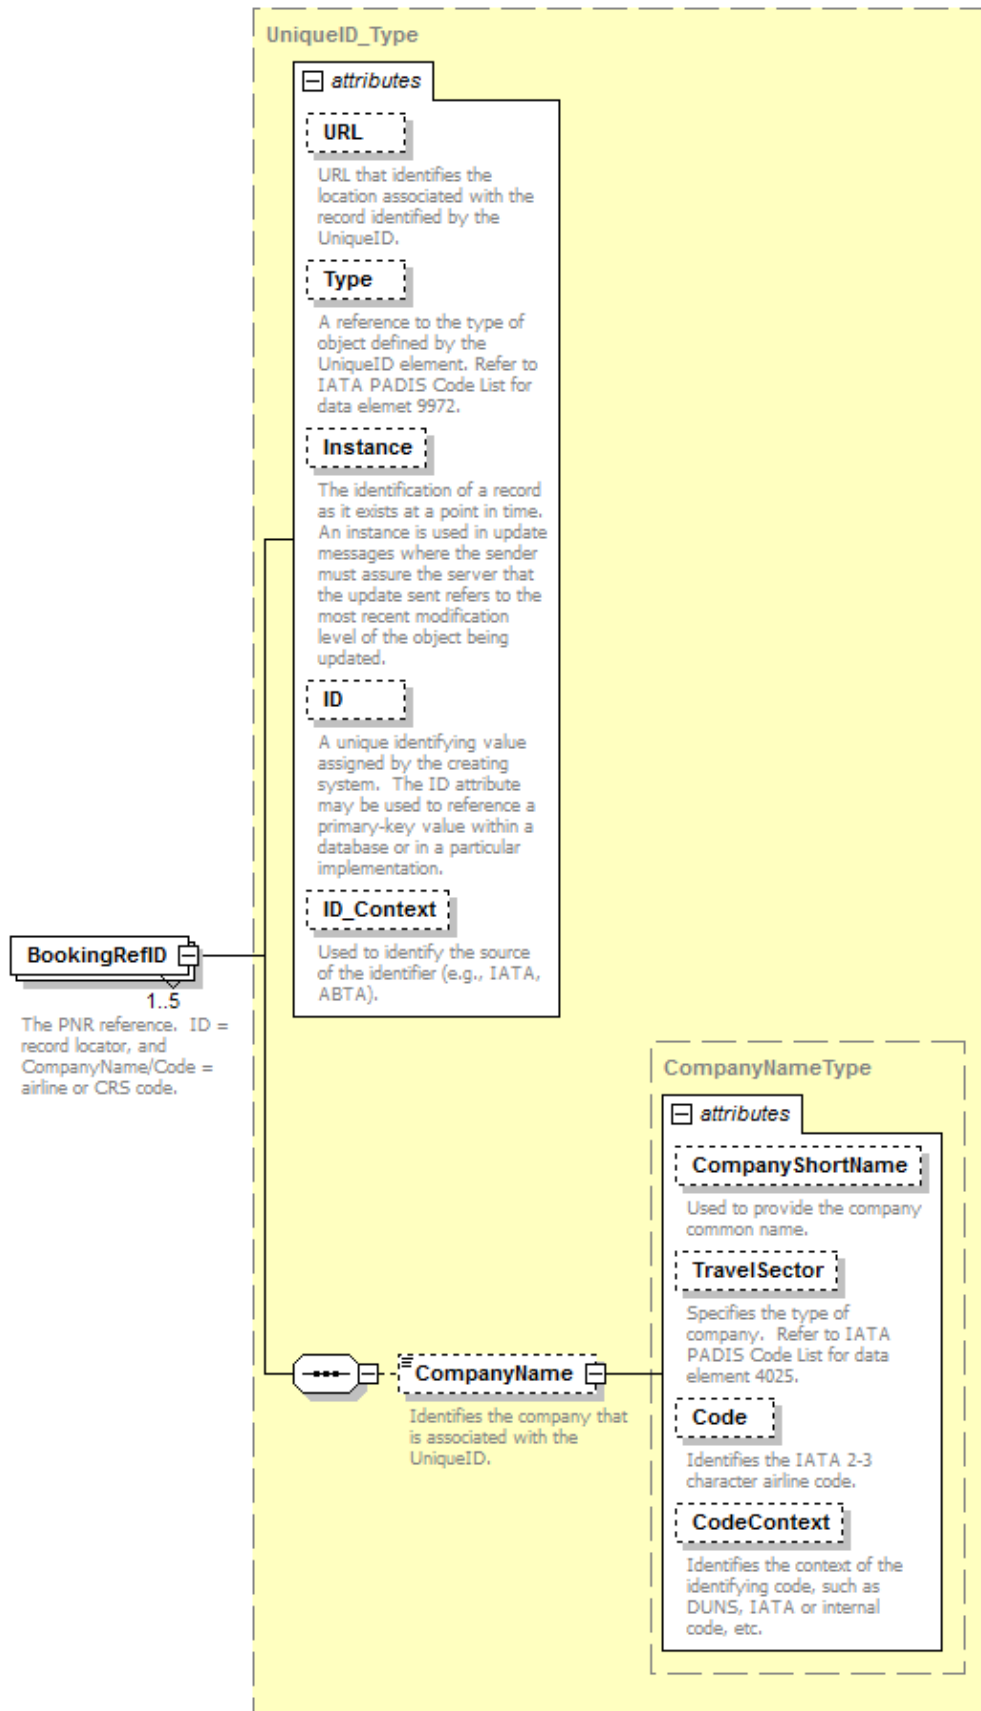 UniqueID_Type
attributes
URL
URL that identifies the
location associated with the
record identified by the
UniqueID.
Type
A reference to the type of
object defined by the
UniqueID element. Refer to
IATA PADIS Code List for
data elemet 9972.
Instance
The identification of a record
as it exists at a point in time.
An instance is used in update
messages where the sender
must assure the server that
the update sent refers to the
most recent modification
level of the object being
updated.
ID
A unique identifying value
assigned by the creating
system.  The ID attribute
may be used to reference a
primary-key value within a
database or in a particular
implementation.
ID_Context
Used to identify the source
of the identifier (e.g., IATA,
ABTA).
BookingRefID
1..5
The PNR reference.  ID =
record locator, and
CompanyName/Code =
airline or CRS code.
CompanyNameType
attributes
CompanyShortName
Used to provide the company
common name.
TravelSector
Specifies the type of
company.  Refer to IATA
PADIS Code List for data
element 4025.
CompanyName
Identifies the company that
is associated with the
UniqueID.
Code
Identifies the IATA 2-3
character airline code.
CodeContext
Identifies the context of the
identifying code, such as
DUNS, IATA or internal
code, etc.